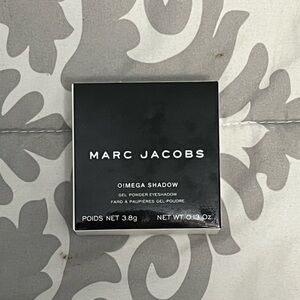 MARC JACOBS
O!MEGA SHADOW
GEL POWDER EYESHADOW
FARD À PAUPIÈRES GEL-POUDRE
POIDS NET 3.8g NET WT. 0.13 Oz.